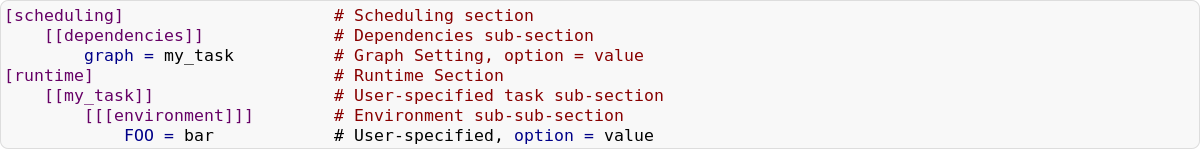 [scheduling]                     # Scheduling section
    [[dependencies]]             # Dependencies sub-section
        graph = my_task          # Graph Setting, option = value
[runtime]                        # Runtime Section
    [[my_task]]                  # User-specified task sub-section
        [[[environment]]]        # Environment sub-sub-section
            FOO = bar            # User-specified, option = value